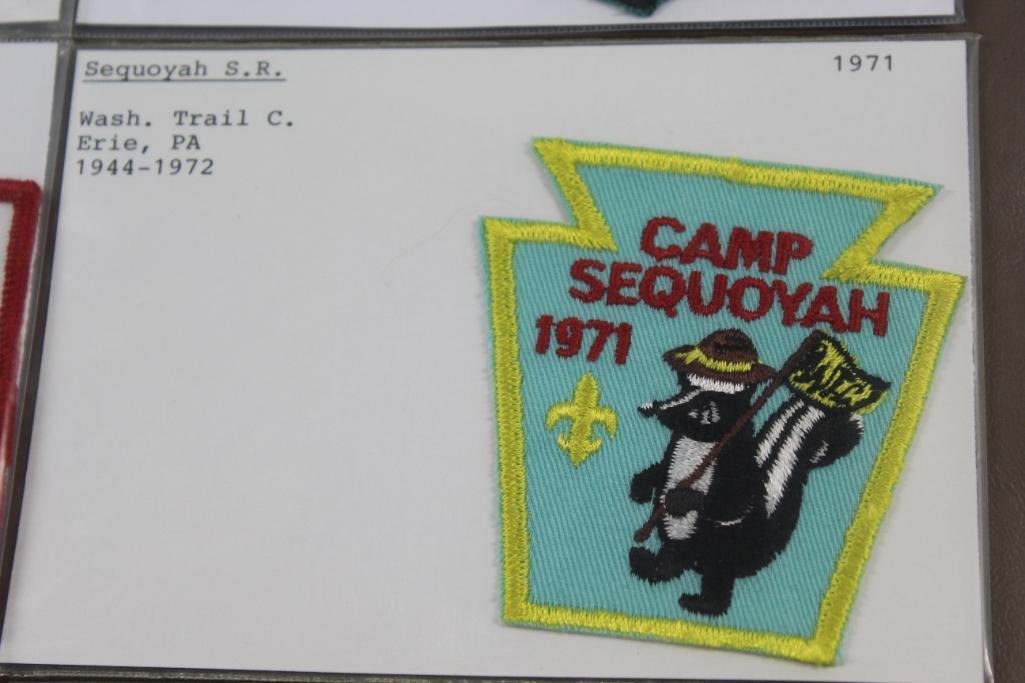 Sequoyah S.R.
1971
Wash. Trail C.
Erie, PA
1944-1972
CAMP
SEQUOYAH
1971